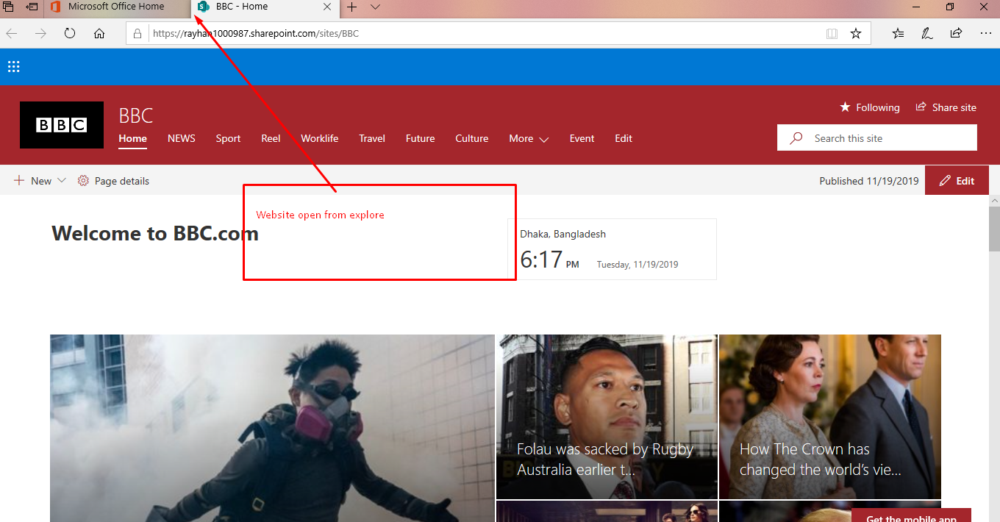 Microsoft Office Home
BBC - Home
https://rayhan1000987.sharepoint.com/sites/BBC
Following
Share site
BBC
BBC
Home NEWS Sport Reel Worklife Travel Future Culture More Event Edit
Search this site
New Page details
Published 11/19/2019 Edit
Website open from explore
Welcome to BBC.com
Dhaka, Bangladesh
6:17 PM Tuesday, 11/19/2019
Folau was sacked by Rugby
Australia earlier t...
How The Crown has
changed the world's vie...
Get the mobile app